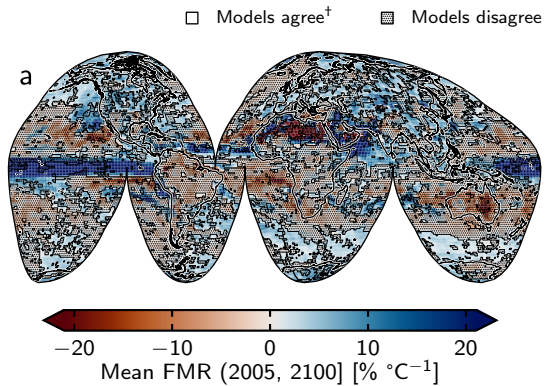 Models agree† Models disagree
a
−20 −10 0 10 20
Mean FMR (2005, 2100) [% °C⁻¹]